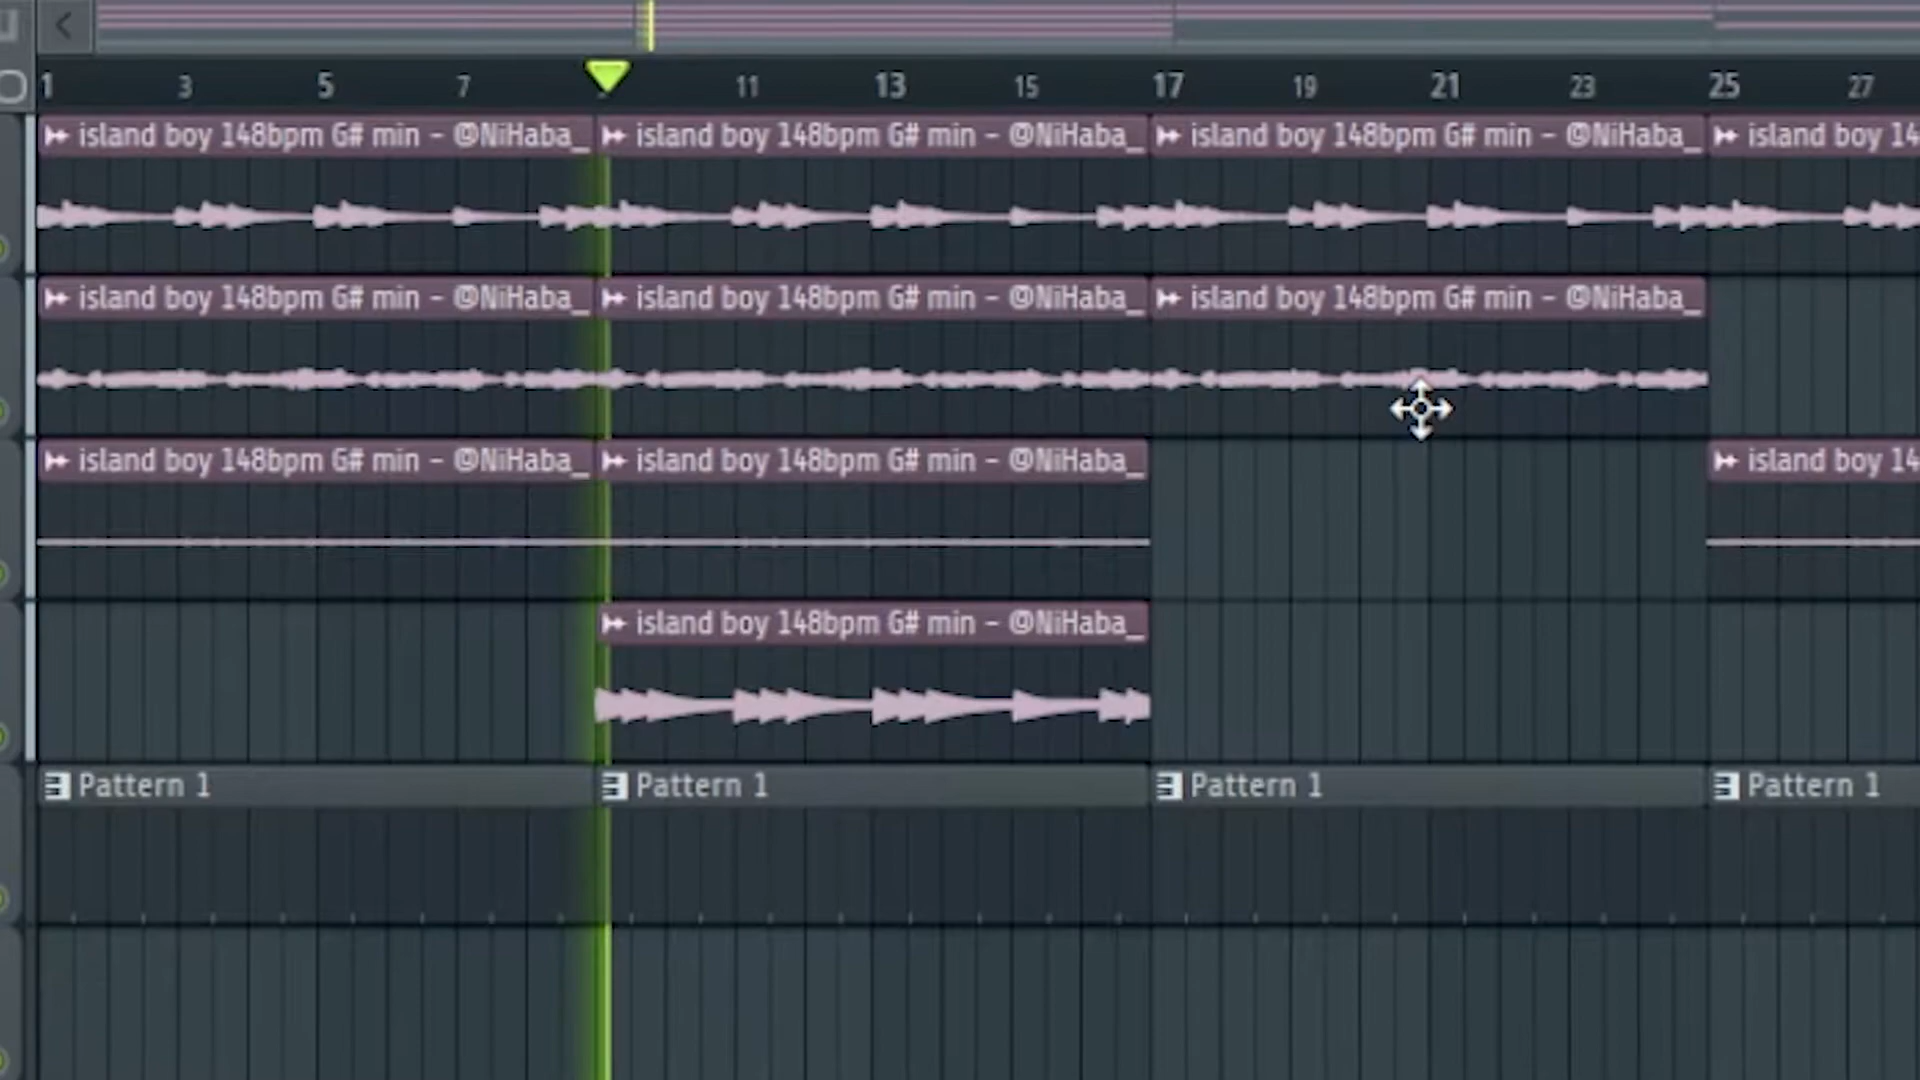 1 3 5 7 11 13 15 17 19 21 23 25 27
island boy 148bpm G# min - @NiHaba_ island boy 148bpm G# min - @NiHaba_ island boy 148bpm G# min - @NiHaba_ island boy 14
island boy 148bpm G# min - @NiHaba_ island boy 148bpm G# min - @NiHaba_ island boy 148bpm G# min - @NiHaba_
island boy 148bpm G# min - @NiHaba_ island boy 148bpm G# min - @NiHaba_ island boy 14
island boy 148bpm G# min - @NiHaba_
Pattern 1 Pattern 1 Pattern 1 Pattern 1